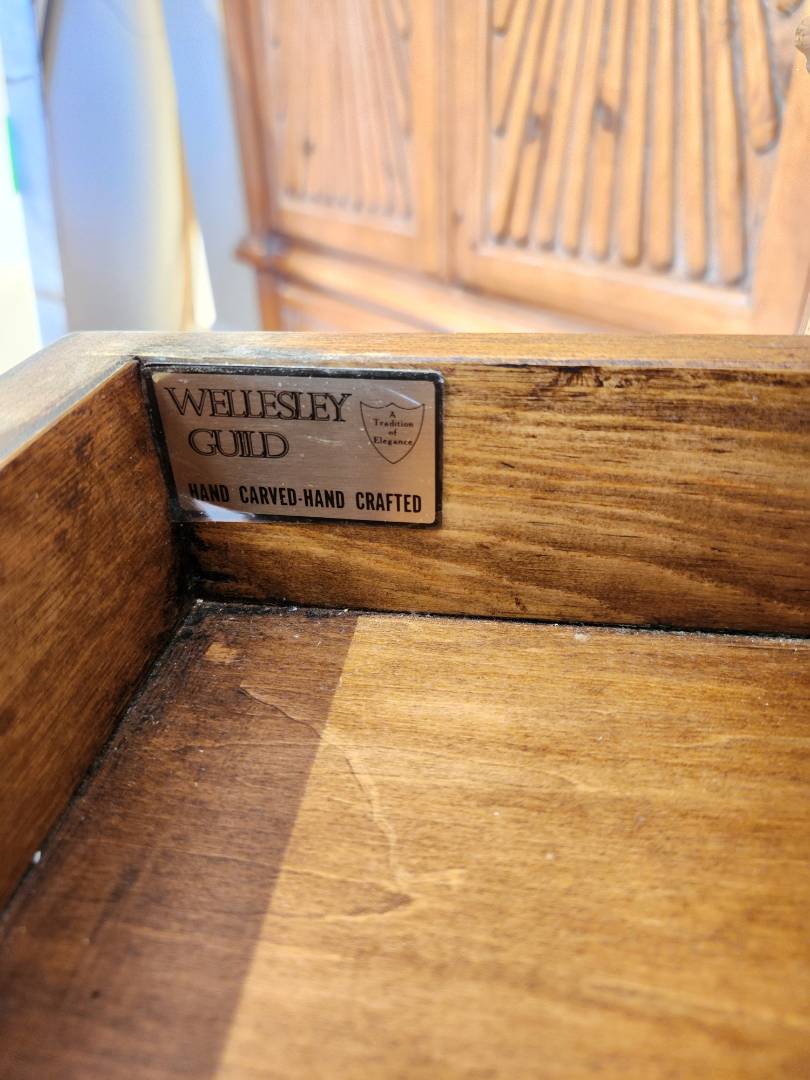 WELLESLEY
GUILD
A
Tradition
of
Elegance
HAND CARVED-HAND CRAFTED